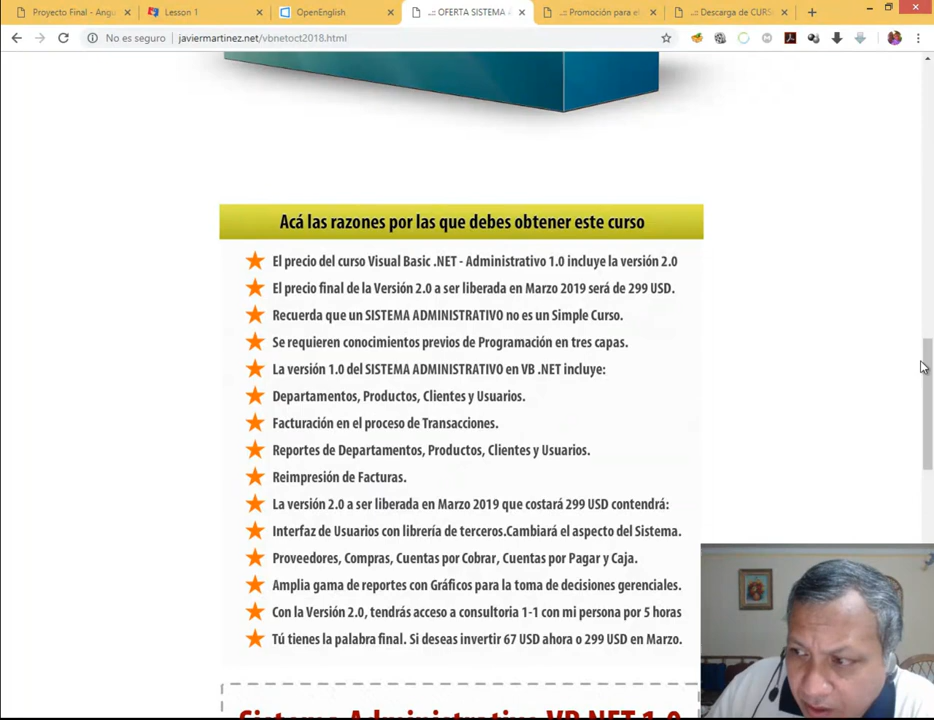 Proyecto Final - Angu
Lesson 1
OpenEnglish
..:: OFERTA SISTEMA A
..:: Promoción para el
..:: Descarga de CURS
No es seguro
javiermartinez.net/vbnetoct2018.html
Acá las razones por las que debes obtener este curso
El precio del curso Visual Basic .NET - Administrativo 1.0 incluye la versión 2.0
El precio final de la Versión 2.0 a ser liberada en Marzo 2019 será de 299 USD.
Recuerda que un SISTEMA ADMINISTRATIVO no es un Simple Curso.
Se requieren conocimientos previos de Programación en tres capas.
La versión 1.0 del SISTEMA ADMINISTRATIVO en VB .NET incluye:
Departamentos, Productos, Clientes y Usuarios.
Facturación en el proceso de Transacciones.
Reportes de Departamentos, Productos, Clientes y Usuarios.
Reimpresión de Facturas.
La versión 2.0 a ser liberada en Marzo 2019 que costará 299 USD contendrá:
Interfaz de Usuarios con librería de terceros.Cambiará el aspecto del Sistema.
Proveedores, Compras, Cuentas por Cobrar, Cuentas por Pagar y Caja.
Amplia gama de reportes con Gráficos para la toma de decisiones gerenciales.
Con la Versión 2.0, tendrás acceso a consultoria 1-1 con mi persona por 5 horas
Tú tienes la palabra final. Si deseas invertir 67 USD ahora o 299 USD en Marzo.
Sistema Administrativo VB.NET 1.0